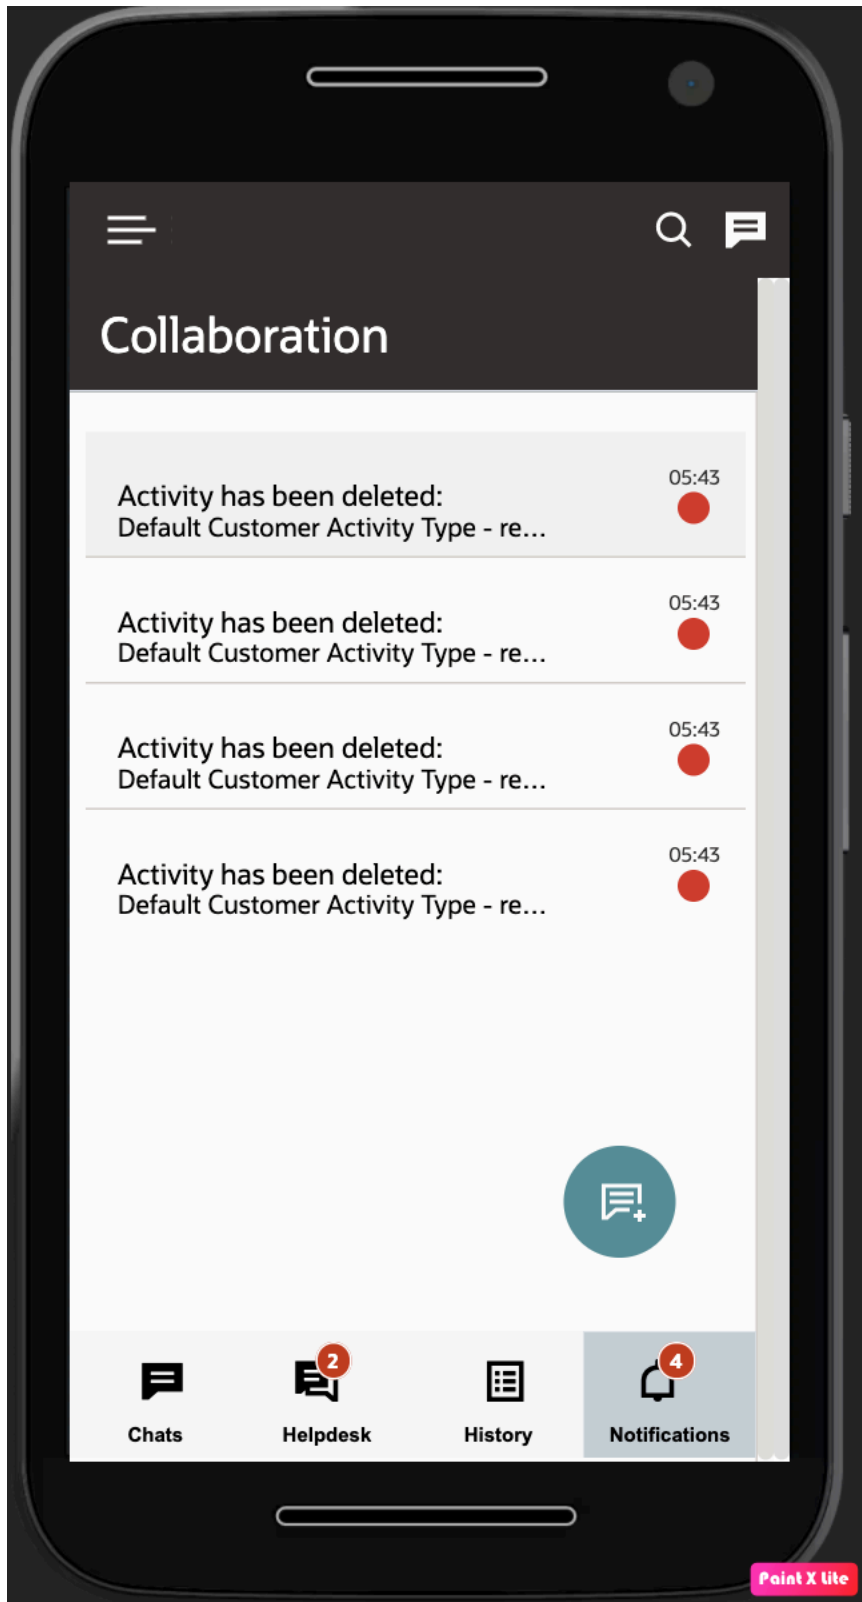 Collaboration
Activity has been deleted:
05:43
Default Customer Activity Type - re...
Activity has been deleted:
05:43
Default Customer Activity Type - re...
Activity has been deleted:
05:43
Default Customer Activity Type - re...
Activity has been deleted:
05:43
Default Customer Activity Type - re...
2
4
Chats
Helpdesk
History
Notifications
Paint X Lite